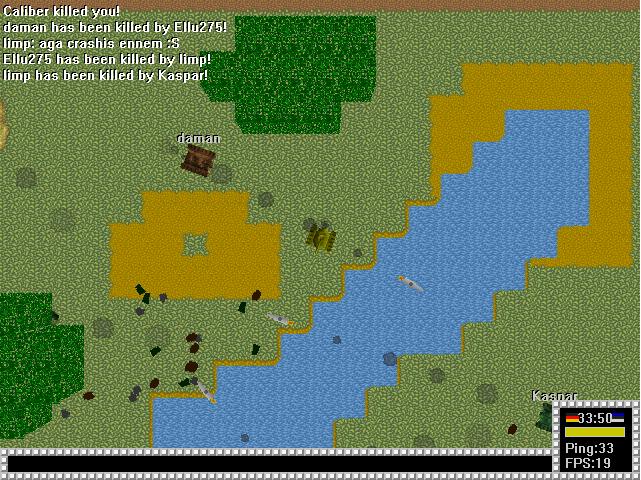 Caliber killed you!
daman has been killed by Ellu275!
limp: aga crashis ennem :S
Ellu275 has been killed by limp!
limp has been killed by Kaspar!
daman
Kaspar
33:50
Ping:33
FPS:19